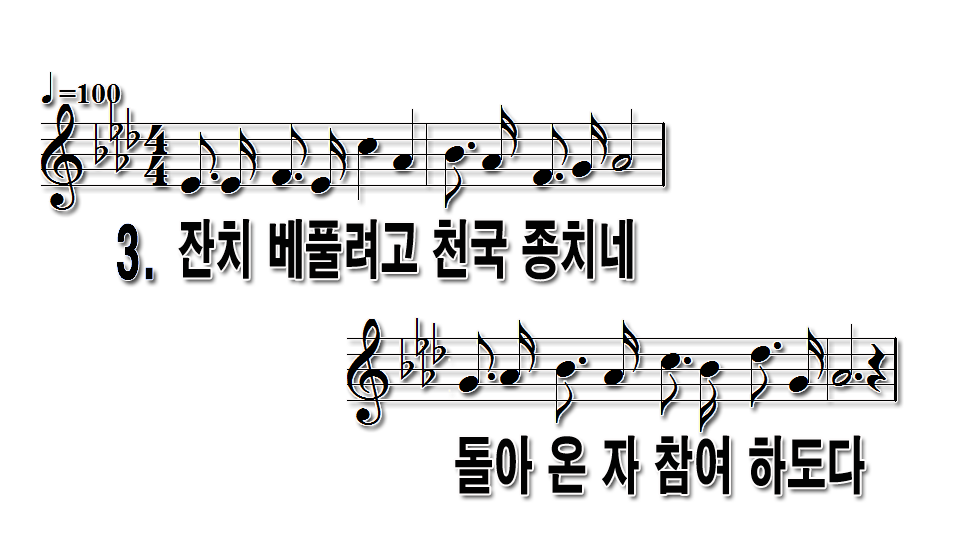 ♩=100
3. 잔치 베풀려고 천국 종치네
돌아 온 자 참여 하도다